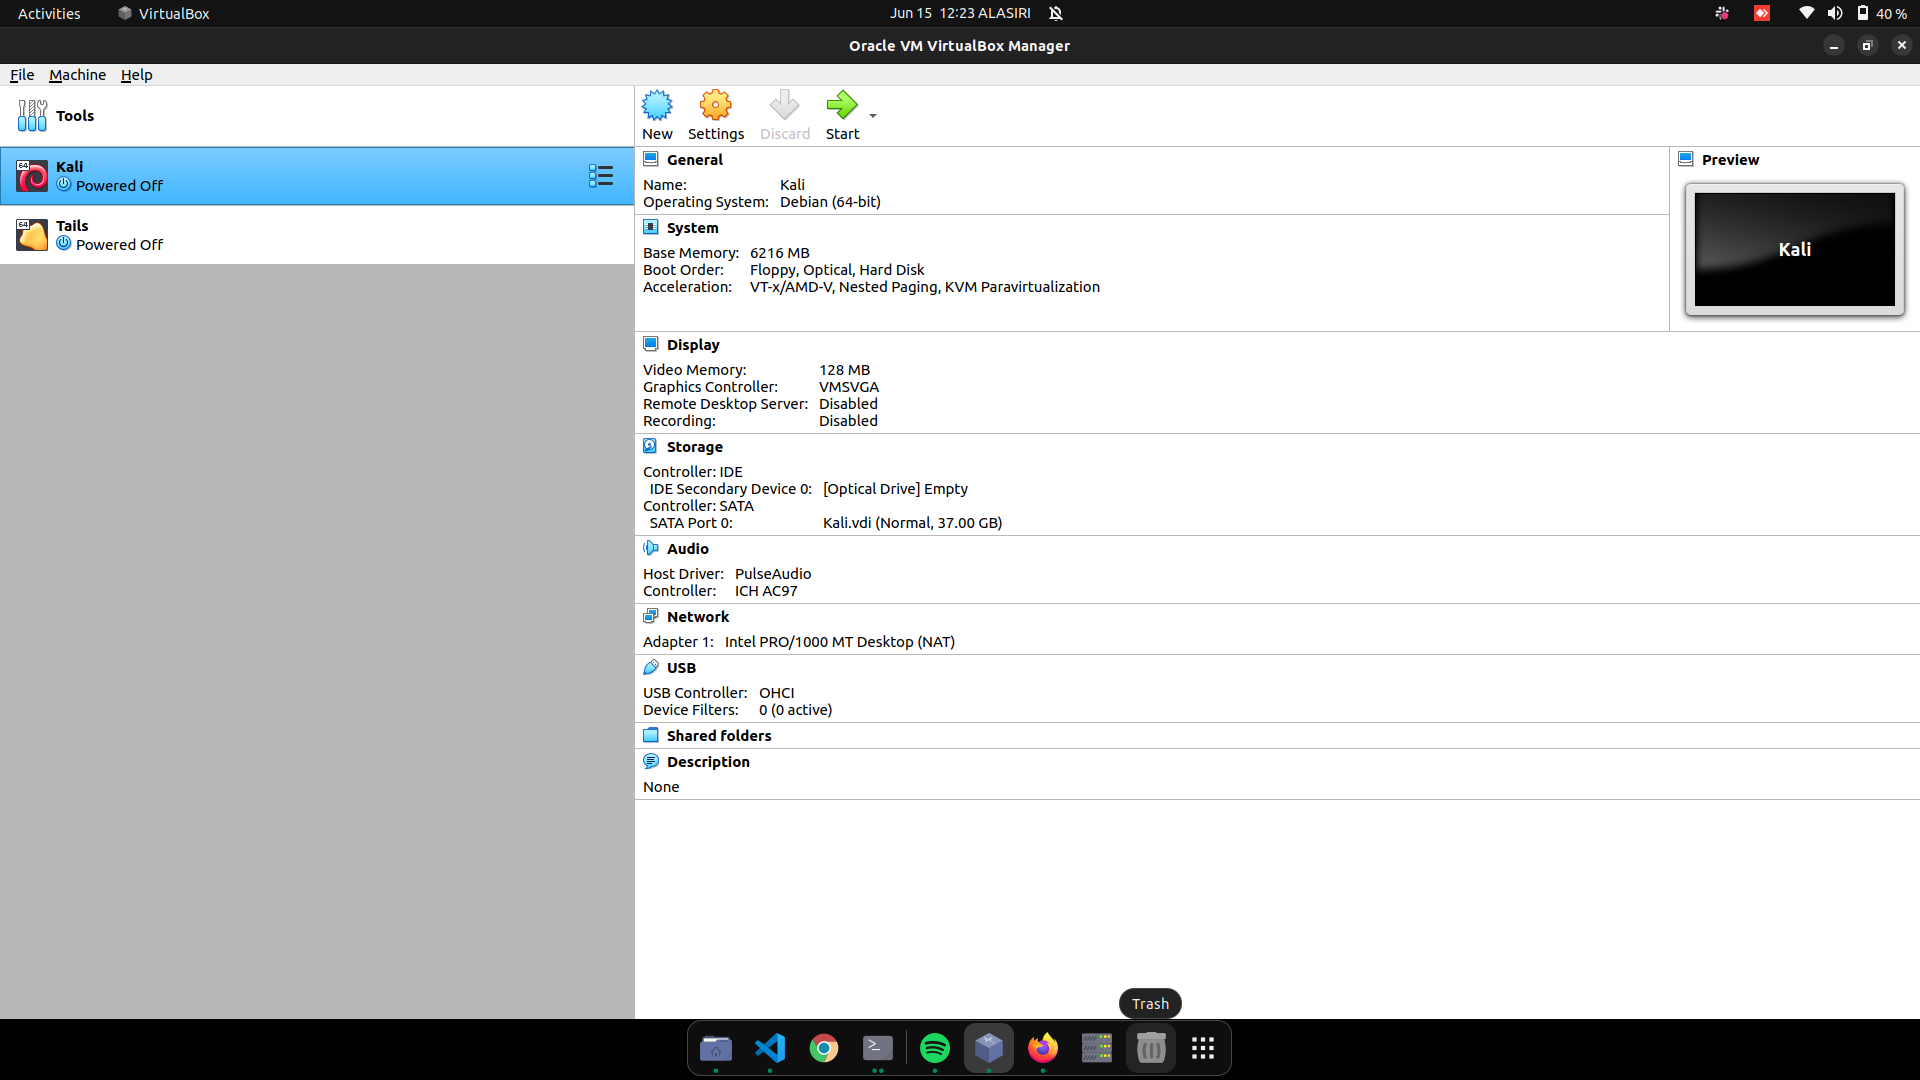 Activities
VirtualBox
Jun 15 12:23 ALASIRI
40 %
Oracle VM VirtualBox Manager
File Machine Help
Tools
New Settings Discard Start
64
Kali
Powered Off
64
Tails
Powered Off
General
Name: Kali
Operating System: Debian (64-bit)
Preview
Kali
System
Base Memory: 6216 MB
Boot Order: Floppy, Optical, Hard Disk
Acceleration: VT-x/AMD-V, Nested Paging, KVM Paravirtualization
Display
Video Memory: 128 MB
Graphics Controller: VMSVGA
Remote Desktop Server: Disabled
Recording: Disabled
Storage
Controller: IDE
IDE Secondary Device 0: [Optical Drive] Empty
Controller: SATA
SATA Port 0: Kali.vdi (Normal, 37.00 GB)
Audio
Host Driver: PulseAudio
Controller: ICH AC97
Network
Adapter 1: Intel PRO/1000 MT Desktop (NAT)
USB
USB Controller: OHCI
Device Filters: 0 (0 active)
Shared folders
Description
None
Trash